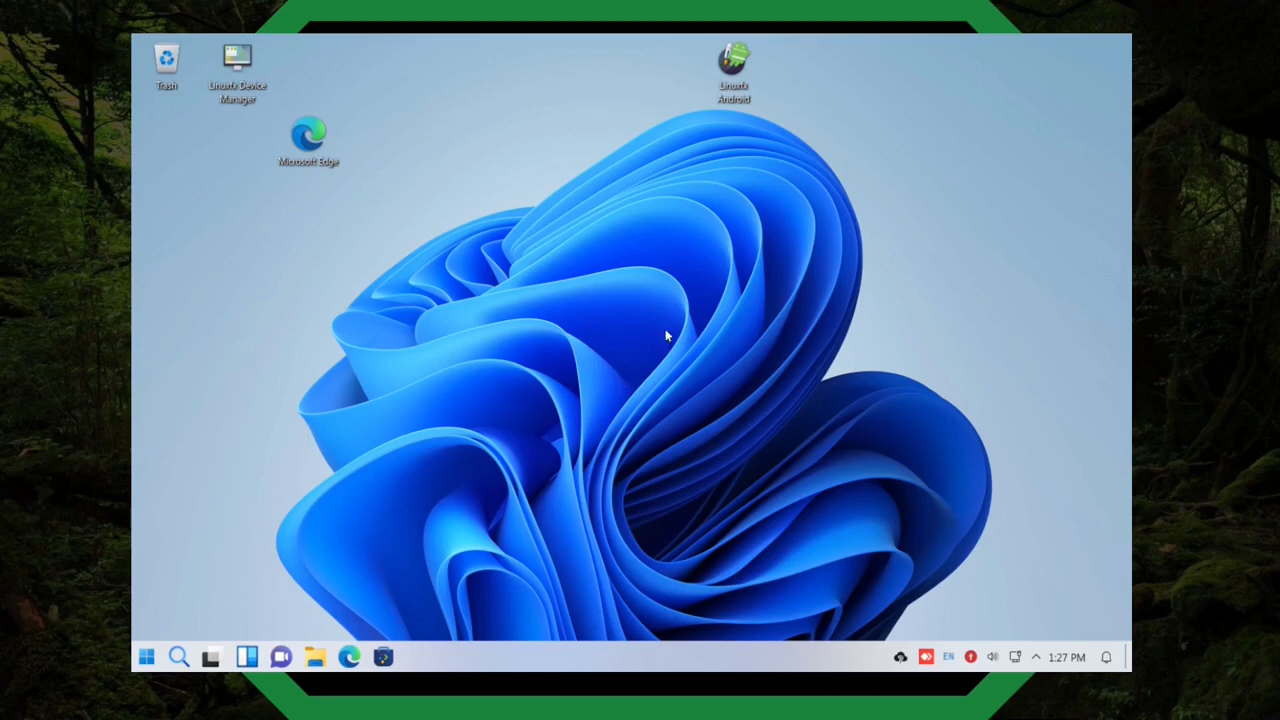 Trash
Linuxfx Device
Manager
Linuxfx
Android
Microsoft Edge
EN
1:27 PM